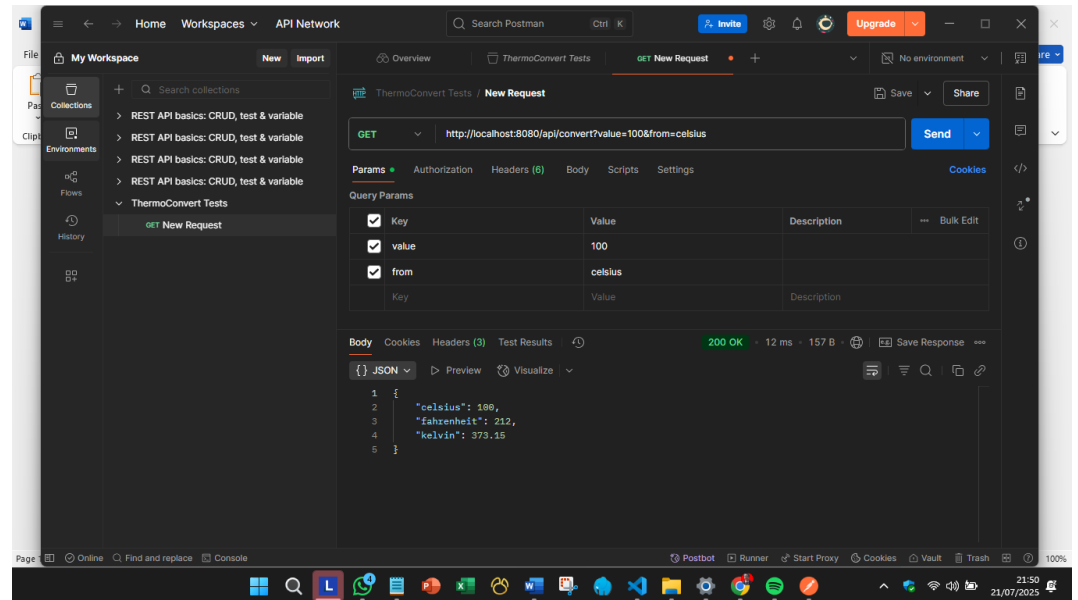 Home Workspaces API Network Search Postman Ctrl K Invite Upgrade
File My Workspace New Import Overview ThermoConvert Tests GET New Request No environment
Collections Search collections HTTP ThermoConvert Tests / New Request Save Share
REST API basics: CRUD, test & variable
GET http://localhost:8080/api/convert?value=100&from=celsius Send
REST API basics: CRUD, test & variable
Environments
REST API basics: CRUD, test & variable
Params Authorization Headers (6) Body Scripts Settings Cookies
REST API basics: CRUD, test & variable
Flows
Query Params
ThermoConvert Tests
Key Value Description Bulk Edit
GET New Request
History
value 100
from celsius
Key Value Description
Body Cookies Headers (3) Test Results 200 OK 12 ms 157 B Save Response
{} JSON Preview Visualize
1 {
2 "celsius": 100,
3 "fahrenheit": 212,
4 "kelvin": 373.15
5 }
Page Online Find and replace Console Postbot Runner Start Proxy Cookies Vault Trash 100%
L 4 21:50
21/07/2025